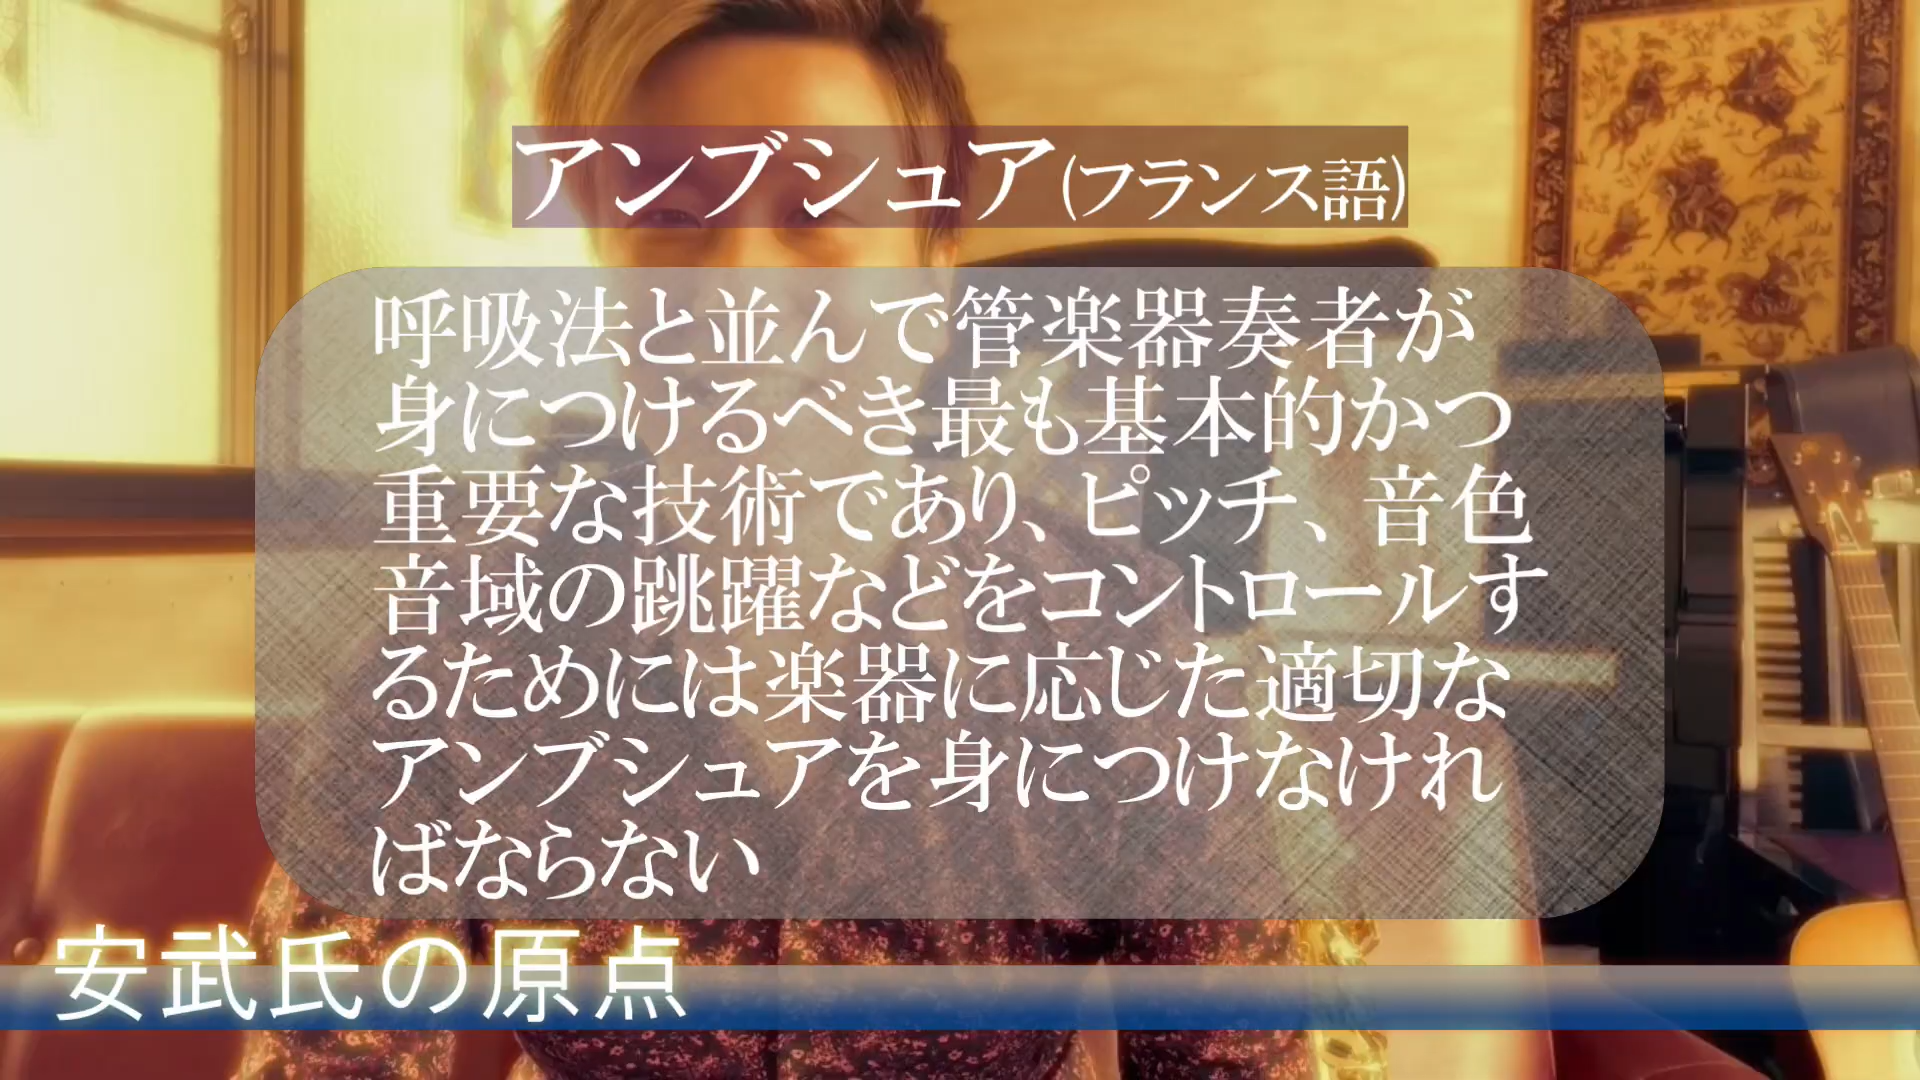 アンブシュア(フランス語)
呼吸法と並んで管楽器奏者が
身につけるべき最も基本的かつ
重要な技術であり、ピッチ、音色
音域の跳躍などをコントロールす
るためには楽器に応じた適切な
アンブシュアを身につけなけれ
ばならない
安武氏の原点